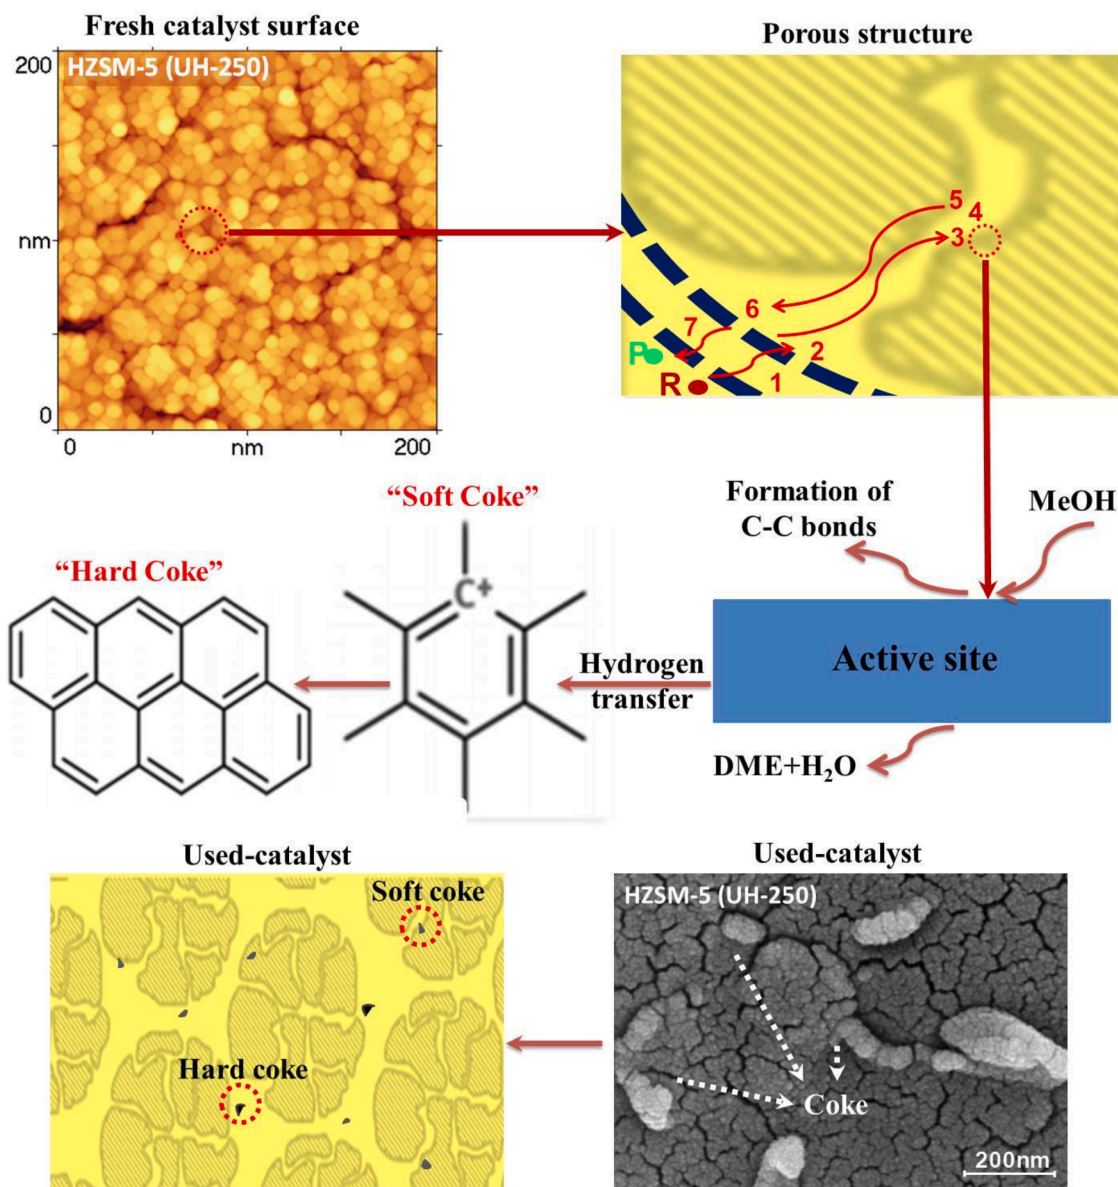 Fresh catalyst surface
Porous structure
200
HZSM-5 (UH-250)
nm
0
0
nm
200
5
4
3
6
7
2
P
R
1
"Soft Coke"
"Hard Coke"
C+
Formation of
C-C bonds
MeOH
Active site
Hydrogen
transfer
DME+H₂O
Used-catalyst
Used-catalyst
Soft coke
Hard coke
HZSM-5 (UH-250)
Coke
200nm